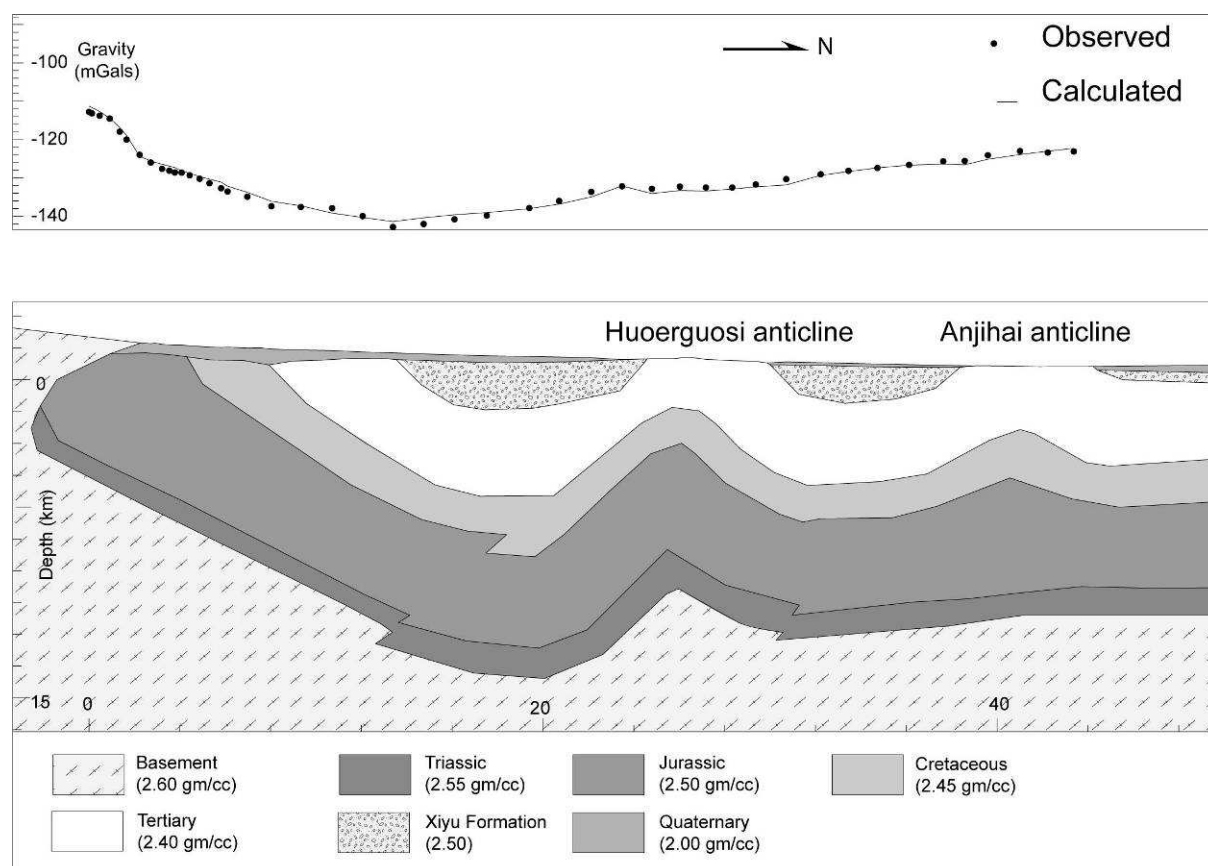 Gravity
(mGals)
-100
-120
-140
N
Observed
Calculated
Huoerguosi anticline
Anjihai anticline
0
Depth (km)
15
0
20
40
Basement
(2.60 gm/cc)
Triassic
(2.55 gm/cc)
Jurassic
(2.50 gm/cc)
Cretaceous
(2.45 gm/cc)
Tertiary
(2.40 gm/cc)
Xiyu Formation
(2.50)
Quaternary
(2.00 gm/cc)